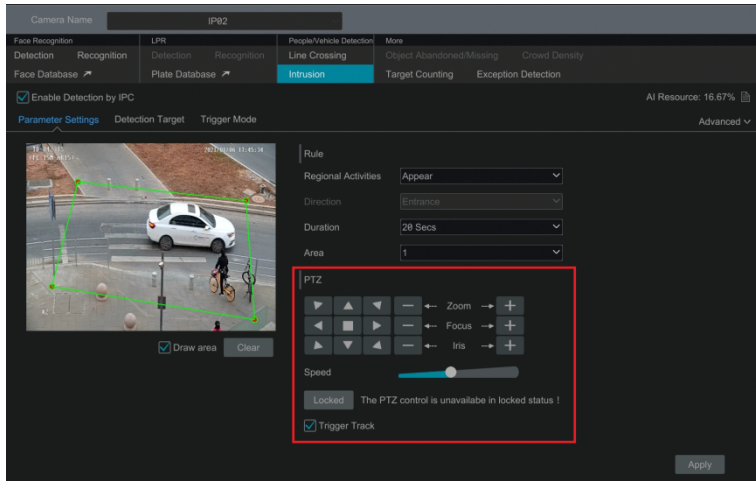 Camera Name IP02
Face Recognition LPR People/Vehicle Detection More
Detection Recognition Detection Recognition Line Crossing Object Abandoned/Missing Crowd Density
Face Database Plate Database Intrusion Target Counting Exception Detection
Enable Detection by IPC AI Resource: 16.67%
Parameter Settings Detection Target Trigger Mode Advanced
Rule
Regional Activities Appear
Direction Entrance
Duration 20 Secs
Area 1
PTZ
Zoom
Focus
Iris
Draw area Clear
Speed
Locked The PTZ control is unavailabe in locked status !
Trigger Track
Apply